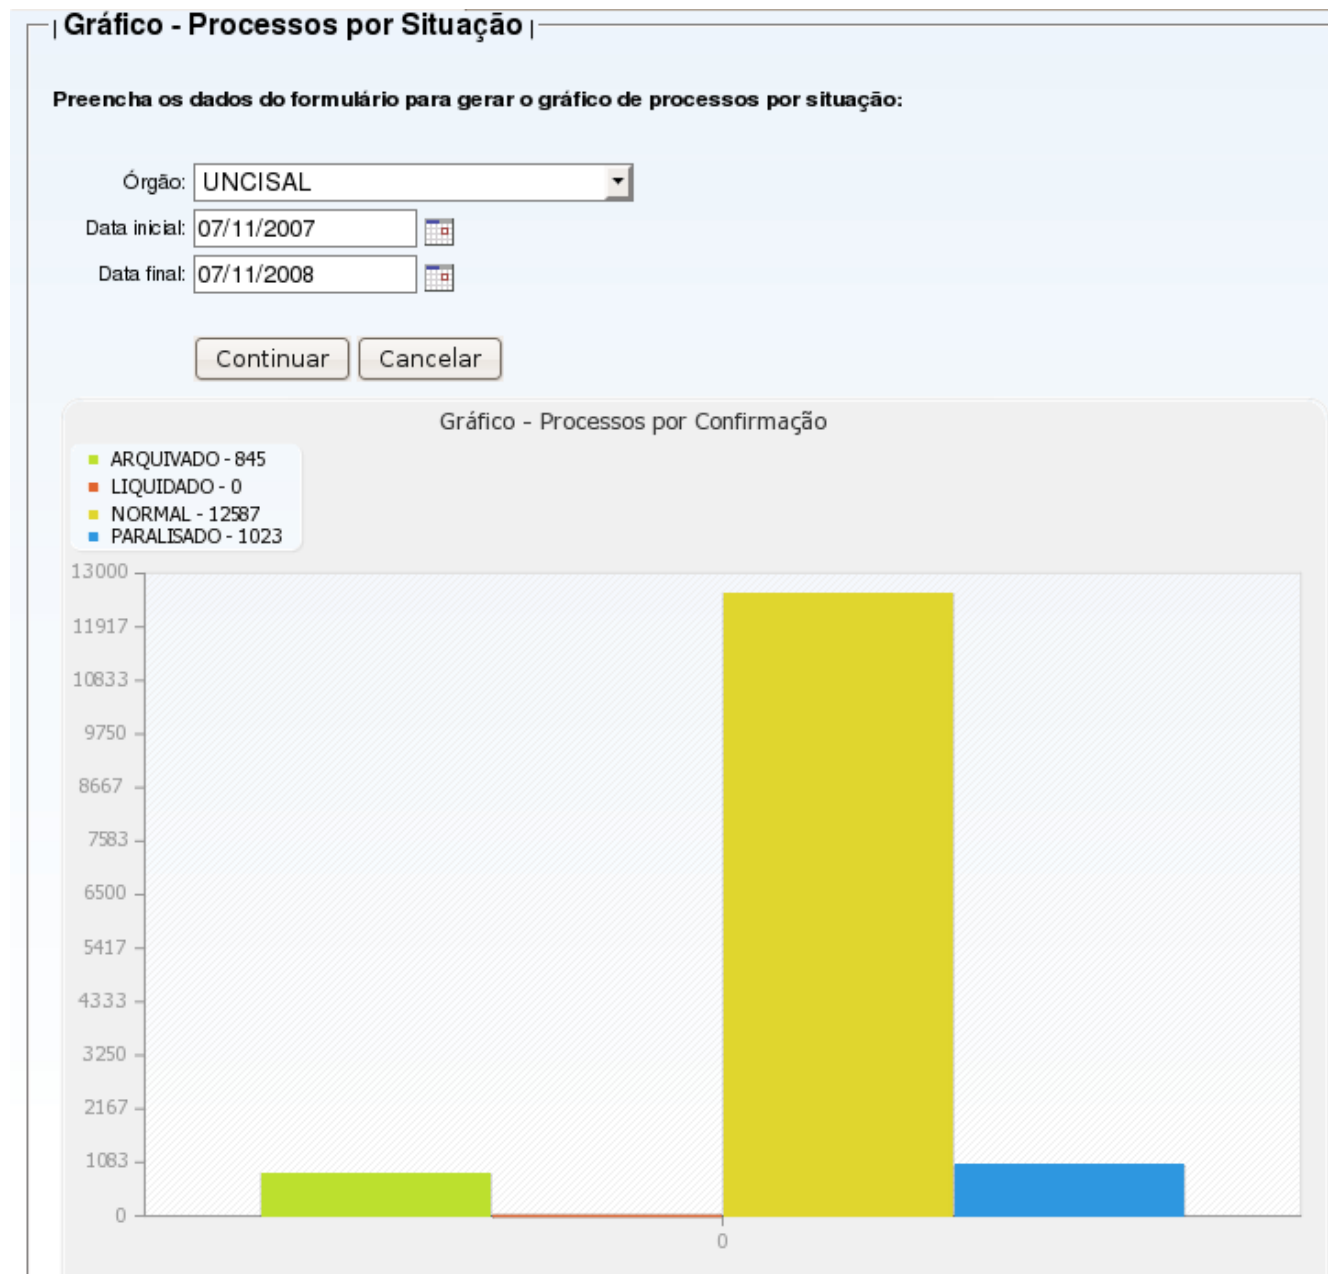 Gráfico - Processos por Situação
Preencha os dados do formulário para gerar o gráfico de processos por situação:
Órgão: UNCISAL
Data inicial: 07/11/2007
Data final: 07/11/2008
Continuar Cancelar
Gráfico - Processos por Confirmação
ARQUIVADO - 845
LIQUIDADO - 0
NORMAL - 12587
PARALISADO - 1023
13000
11917
10833
9750
8667
7583
6500
5417
4333
3250
2167
1083
0
0